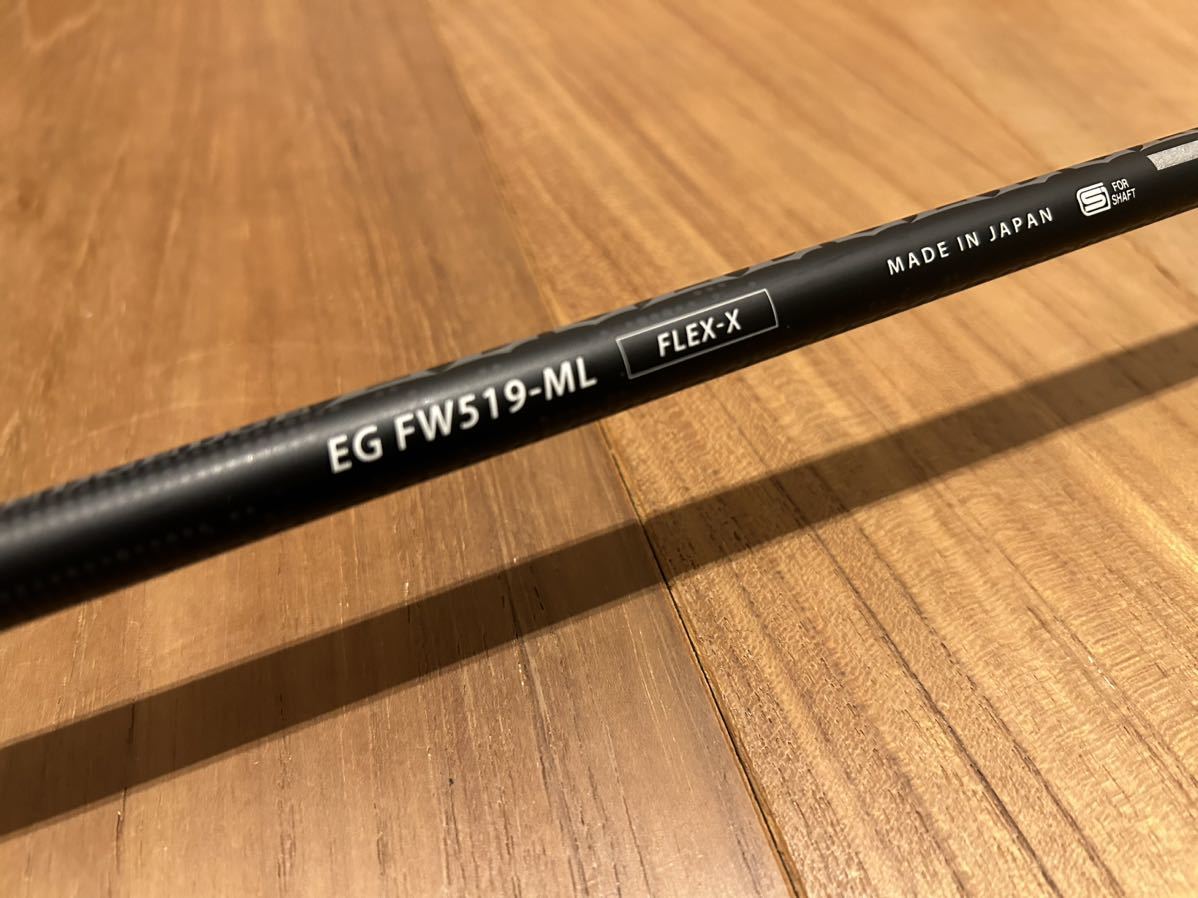 EG FW519-ML FLEX-X MADE IN JAPAN
FOR
SHAFT